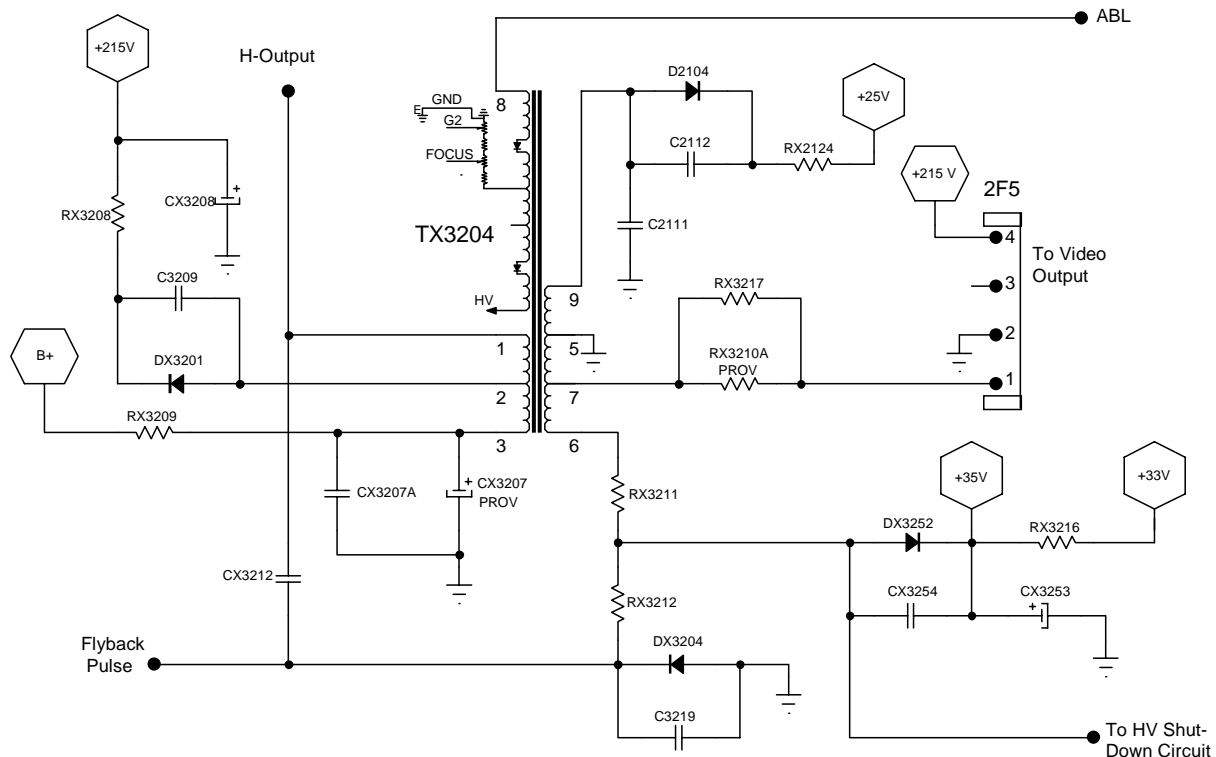 ABL
+215V
H-Output
D2104
+25V
8
GND
E
G2
C2112
RX2124
FOCUS
+215 V
2F5
CX3208
+
RX3208
C2111
TX3204
4
To Video
Output
C3209
RX3217
3
HV
9
B+
1
5
RX3210A
PROV
2
DX3201
2
7
1
RX3209
3
6
+35V
+33V
CX3207A
+
CX3207
PROV
RX3211
DX3252
RX3216
CX3212
RX3212
CX3254
CX3253
+
Flyback
Pulse
DX3204
C3219
To HV Shut-
Down Circuit